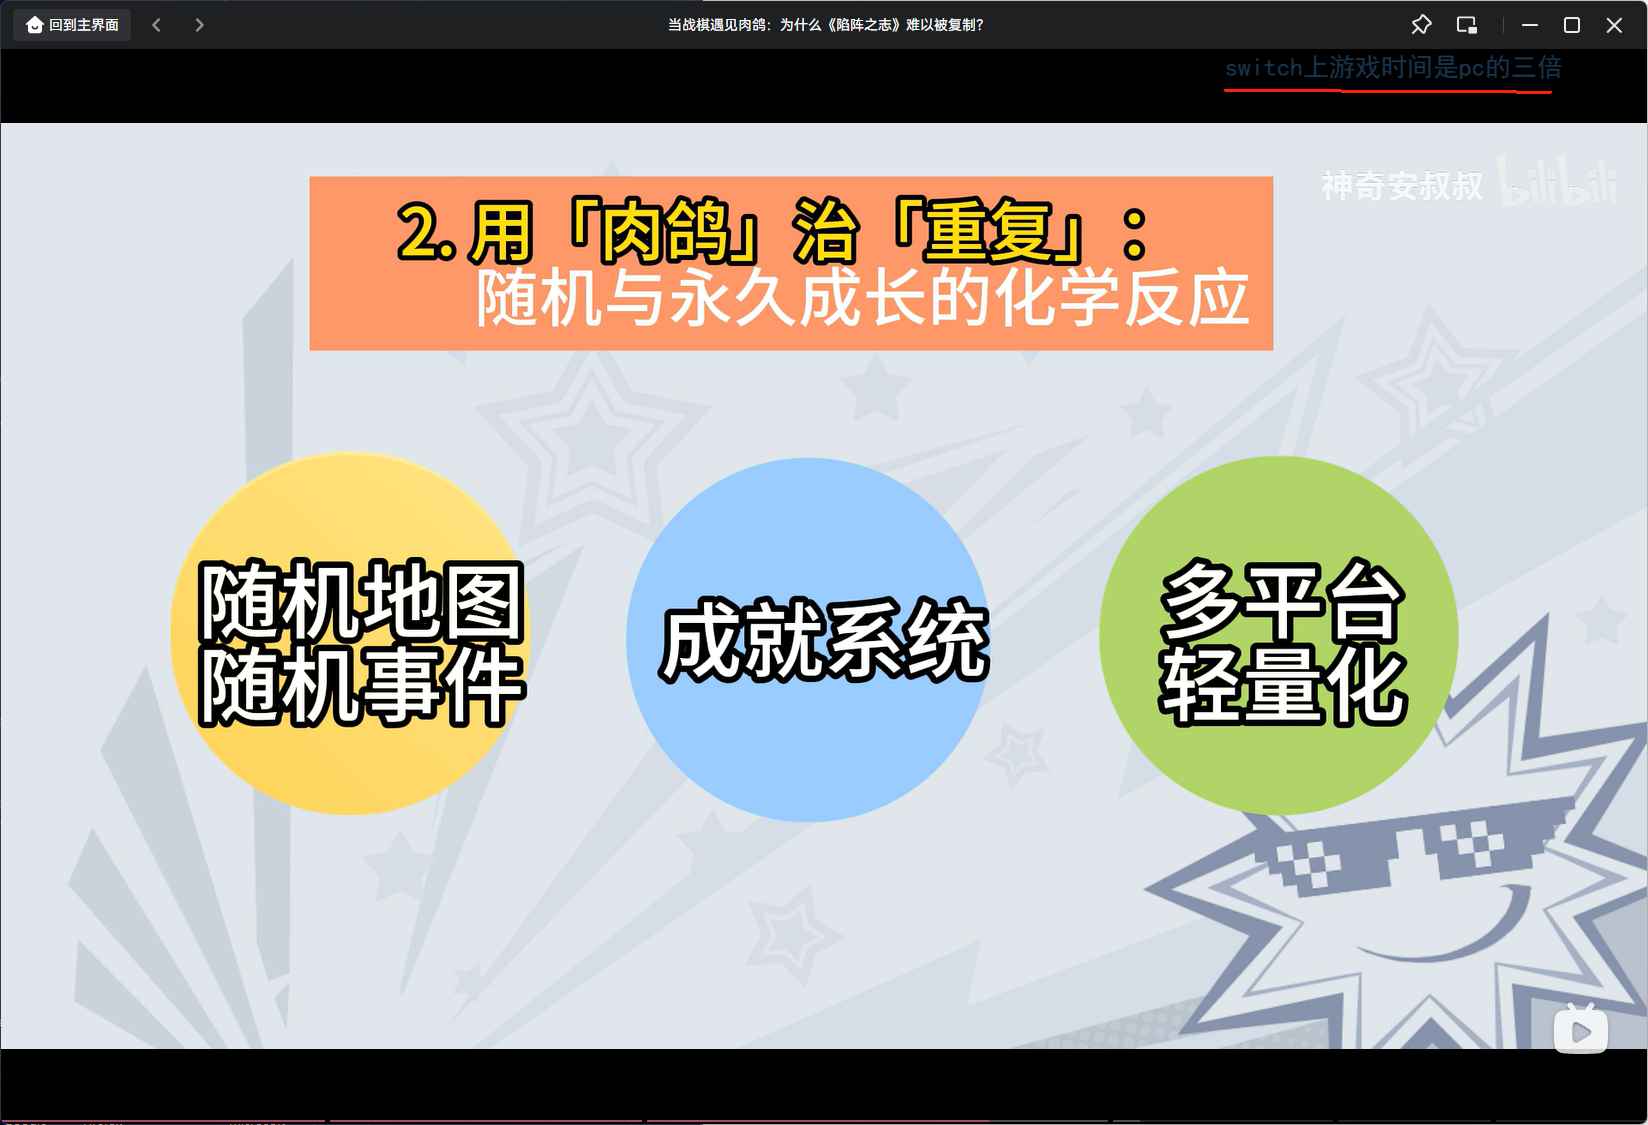 回到主界面
当战棋遇见肉鸽：为什么《陷阵之志》难以被复制？
switch上游戏时间是pc的三倍
神奇安叔叔 bilibili
2.用「肉鸽」治「重复」：
随机与永久成长的化学反应
随机地图
随机事件
成就系统
多平台
轻量化